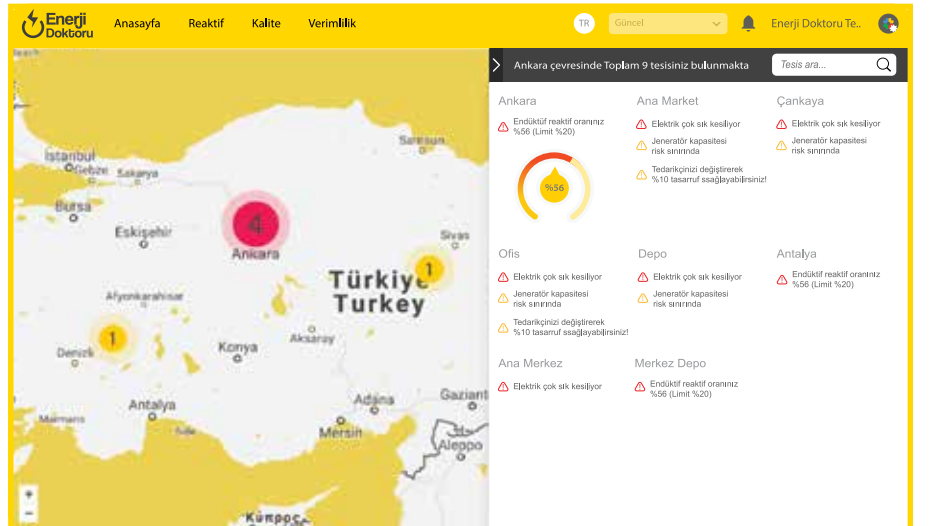 Enerji
Doktoru
Anasayfa
Reaktif
Kalite
Verimlilik
TR
Güncel
Enerji Doktoru Te..
Ankara çevresinde Toplam 9 tesisiniz bulunmakta
Tesis ara...
Ankara
Endüktüf reaktif oranınız
%56 (Limit %20)
%56
Ana Market
Elektrik çok sık kesiliyor
Jeneratör kapasitesi
risk sınırında
Tedarikçinizi değiştirerek
%10 tasarruf ssağlayabilirsiniz!
Çankaya
Elektrik çok sık kesiliyor
Jeneratör kapasitesi
risk sınırında
Ofis
Elektrik çok sık kesiliyor
Jeneratör kapasitesi
risk sınırında
Tedarikçinizi değiştirerek
%10 tasarruf ssağlayabilirsiniz!
Depo
Elektrik çok sık kesiliyor
Jeneratör kapasitesi
risk sınırında
Antalya
Endüktif reaktif oranınız
%56 (Limit %20)
Ana Merkez
Elektrik çok sık kesiliyor
Merkez Depo
Endüktif reaktif oranınız
%56 (Limit %20)
İstanbul
Gebze
Sakarya
Samsun
Bursa
Eskişehir
4
Ankara
Sivas
1
Türkiye
Turkey
Afyonkarahisar
1
Denizli
Konya
Aksaray
Antalya
Adana
Gaziant
Marmaris
Side
Mersin
Aleppo
+
-
Κύπρος